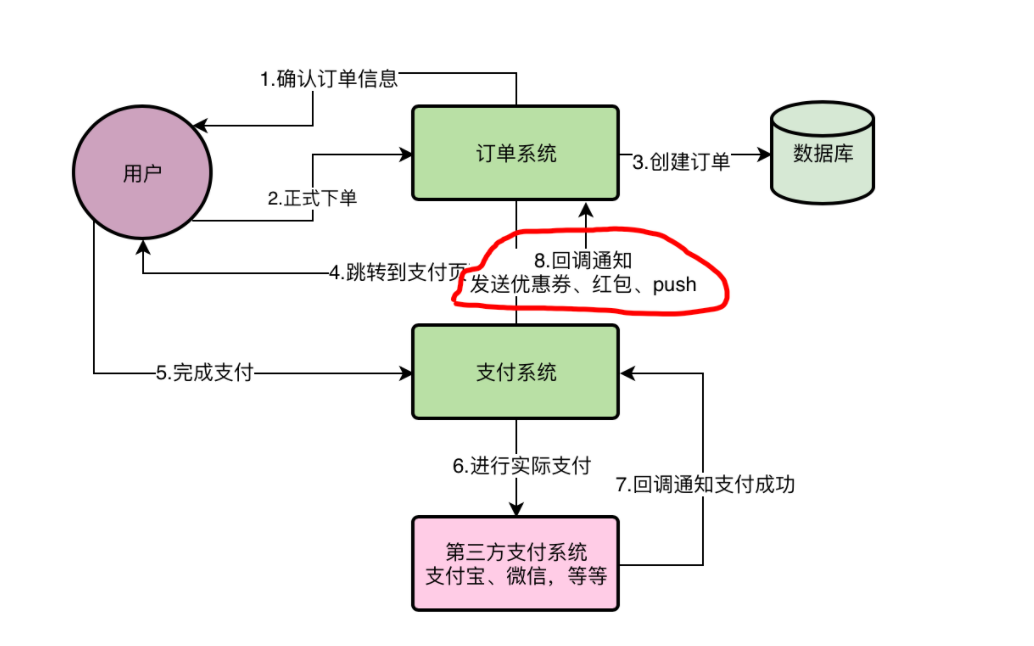 1.确认订单信息
用户
订单系统
3.创建订单
数据库
2.正式下单
4.跳转到支付页
8.回调通知
发送优惠券、红包、push
5.完成支付
支付系统
6.进行实际支付
7.回调通知支付成功
第三方支付系统
支付宝、微信，等等